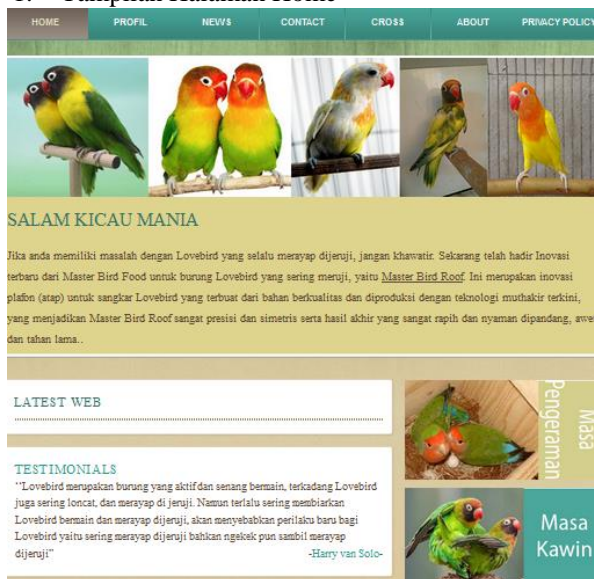 HOME PROFIL NEWS CONTACT CROSS ABOUT PRIVACY POLICY
SALAM KICAU MANIA
Jika anda memiliki masalah dengan Lovebird yang selalu merayap dijeruji, jangan khawatir. Sekarang telah hadir Inovasi
terbaru dari Master Bird Food untuk burung Lovebird yang sering meruji, yaitu Master Bird Roof. Ini merupakan inovasi
plafon (atap) untuk sangkar Lovebird yang terbuat dari bahan berkualitas dan diproduksi dengan teknologi muthakir terkini,
yang menjadikan Master Bird Roof sangat presisi dan simetris serta hasil akhir yang sangat rapih dan nyaman dipandang, awe
dan tahan lama..
LATEST WEB
TESTIMONIALS
“Lovebird merupakan burung yang aktif dan senang bermain, terkadang Lovebird
juga sering loncat, dan merayap di jeruji. Namun terlalu sering membiarkan
Lovebird bermain dan merayap dijeruji, akan menyebabkan perilaku baru bagi
Lovebird yaitu sering merayap dijeruji bahkan ngekek pun sambil merayap
dijeruji” -Harry van Solo-
Masa
Pengeraman
Masa
Kawin